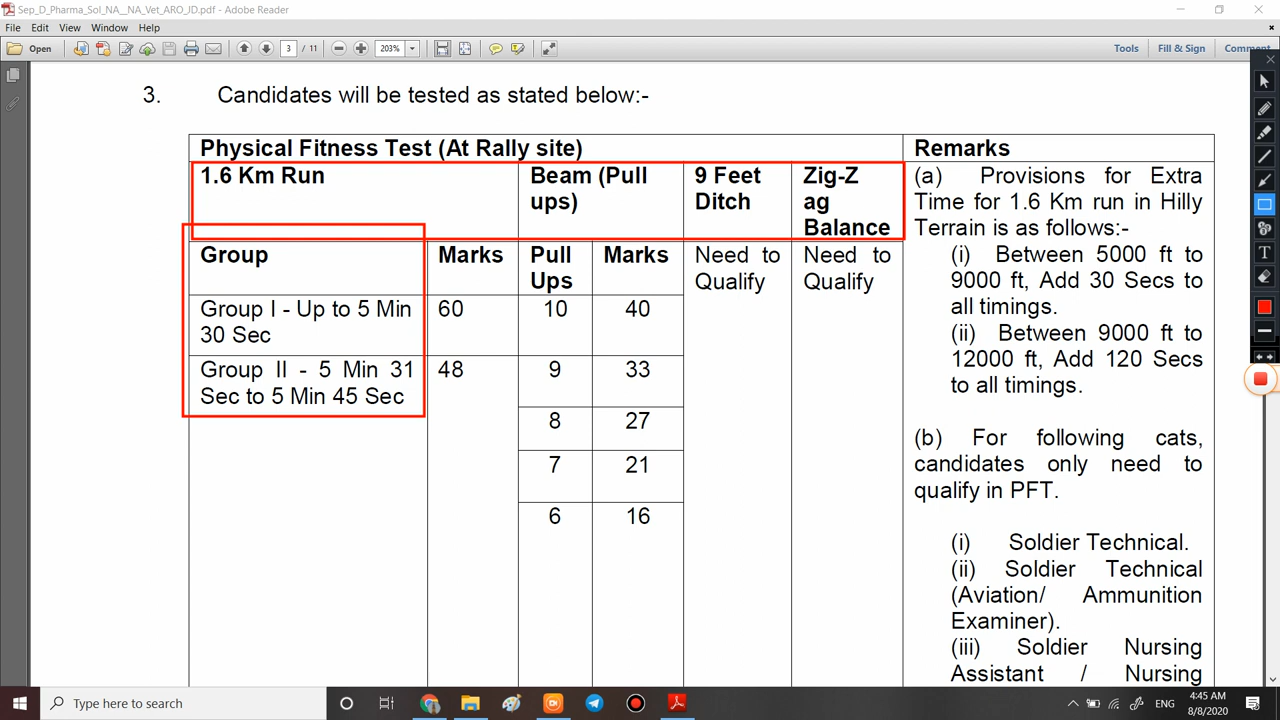 Sep_D_Pharma_Sol_NA__NA_Vet_ARO_JD.pdf - Adobe Reader
File Edit View Window Help
Open 3 / 11 203% Tools Fill & Sign Comment
3. Candidates will be tested as stated below:-
Physical Fitness Test (At Rally site)
1.6 Km Run
Beam (Pull
ups)
9 Feet
Ditch
Zig-Z
ag
Balance
Group
Marks
Pull
Ups
Marks
Need to
Qualify
Need to
Qualify
Group I - Up to 5 Min
30 Sec
60
10
40
Group II - 5 Min 31
Sec to 5 Min 45 Sec
48
9
33
8
27
7
21
6
16
Remarks
(a) Provisions for Extra
Time for 1.6 Km run in Hilly
Terrain is as follows:-
(i) Between 5000 ft to
9000 ft, Add 30 Secs to
all timings.
(ii) Between 9000 ft to
12000 ft, Add 120 Secs
to all timings.
(b) For following cats,
candidates only need to
qualify in PFT.
(i) Soldier Technical.
(ii) Soldier Technical
(Aviation/ Ammunition
Examiner).
(iii) Soldier Nursing
Assistant / Nursing
Type here to search
ENG
4:45 AM
8/8/2020